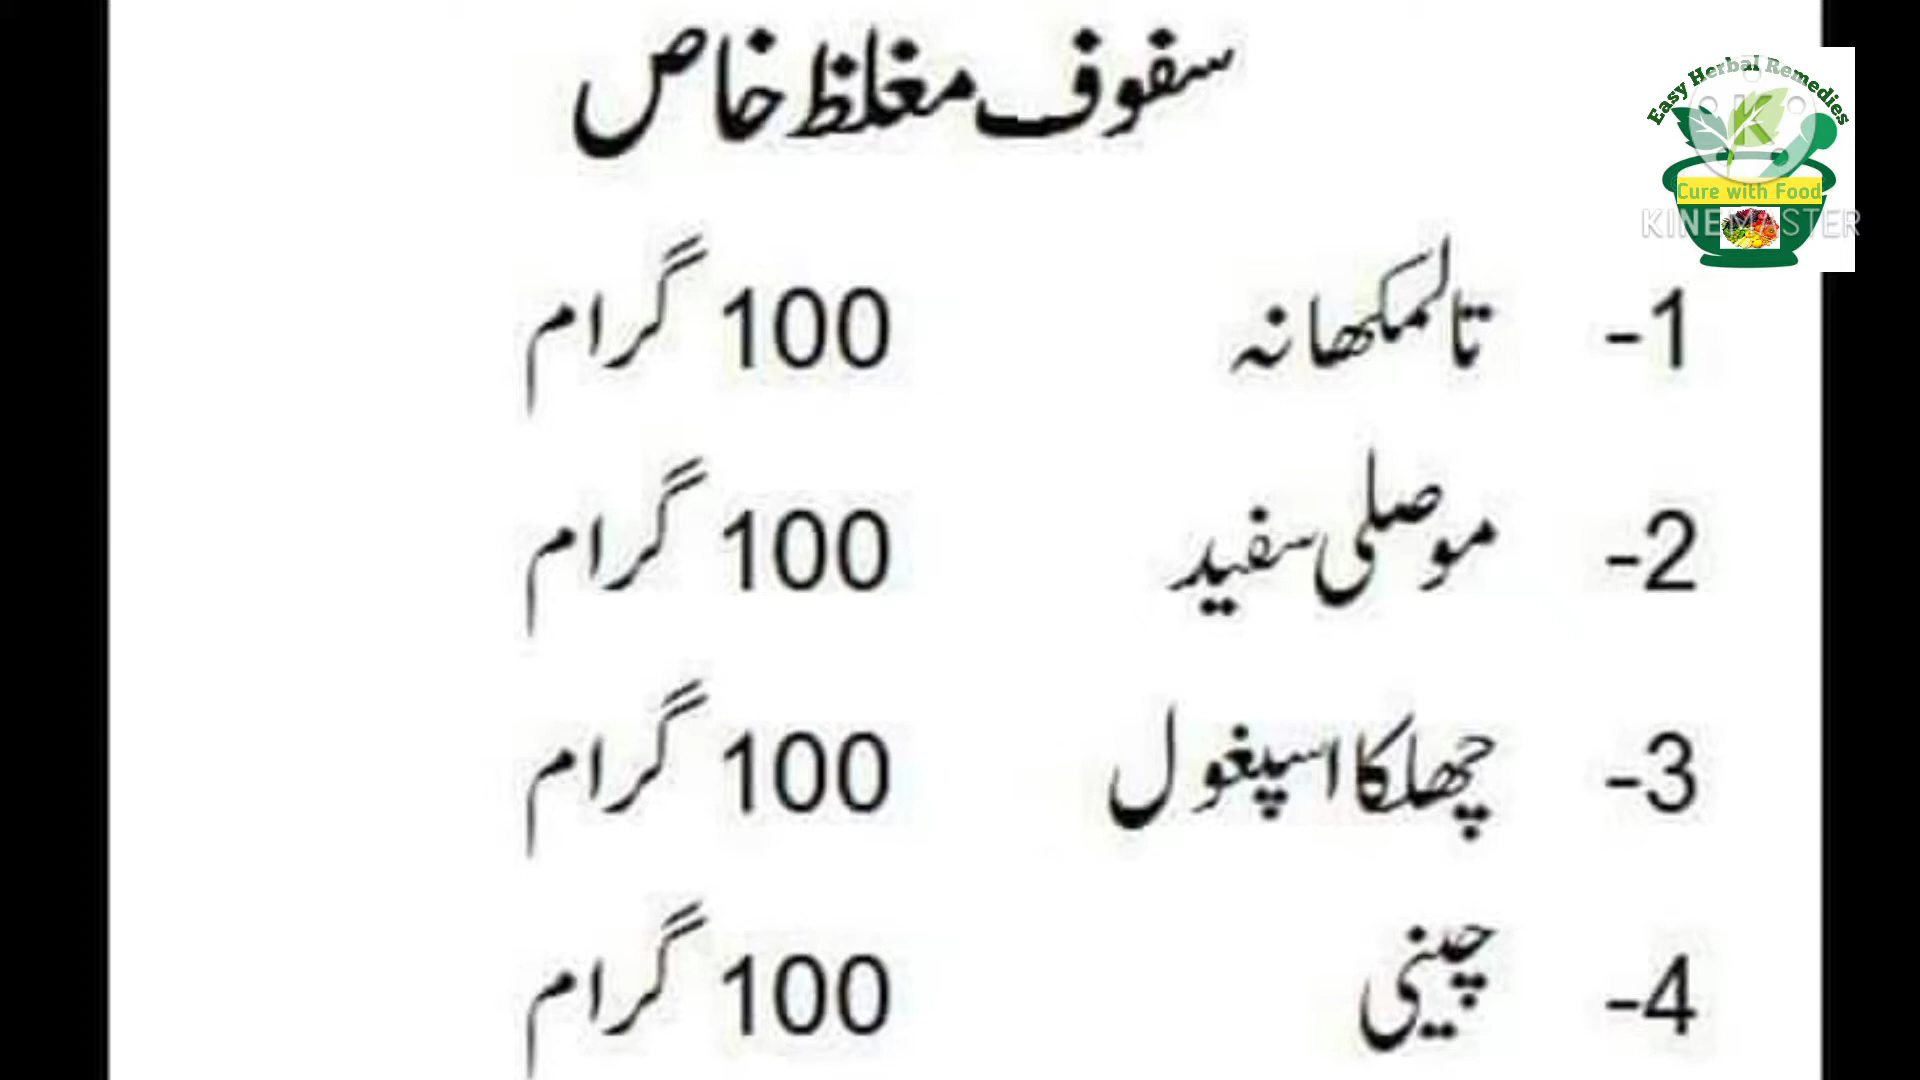 سفوف مغلظ خاص
Easy Herbal Remedies
K
Cure with Food
KINEMASTER
1- تالمکھانہ 100 گرام
2- موصلی سفید 100 گرام
3- چھلکا اسپغول 100 گرام
4- چینی 100 گرام